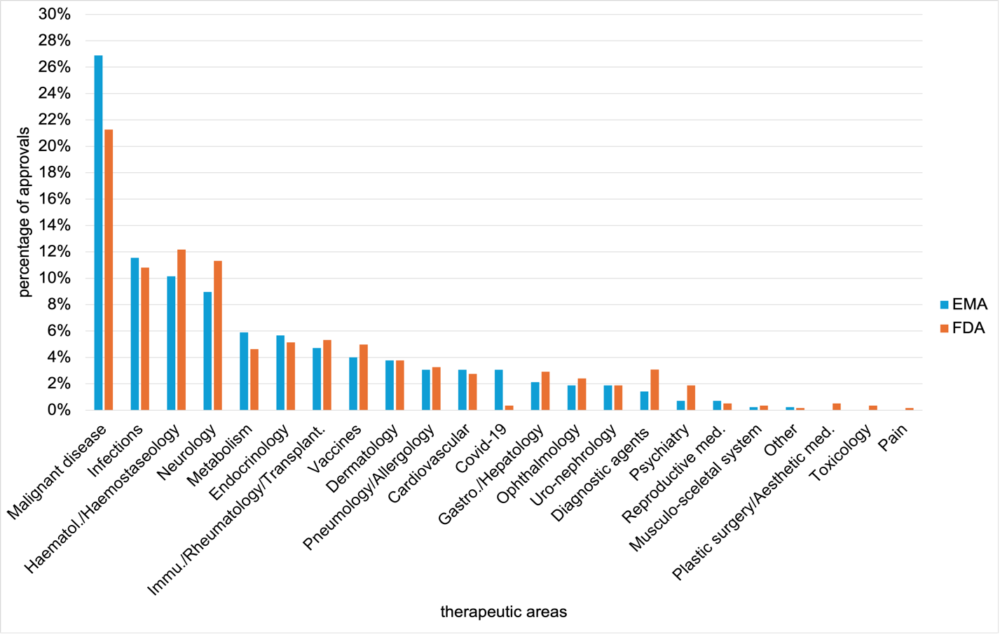 30%
28%
26%
24%
22%
20%
18%
16%
14%
12%
10%
8%
6%
4%
2%
0%
percentage of approvals
Malignant disease
Infections
Haematol./Haemostaseology
Neurology
Metabolism
Endocrinology
Immu./Rheumatology/Transplant.
Vaccines
Dermatology
Pneumology/Allergology
Cardiovascular
Covid-19
Gastro./Hepatology
Ophthalmology
Uro-nephrology
Diagnostic agents
Psychiatry
Reproductive med.
Musculo-sceletal system
Other
Plastic surgery/Aesthetic med.
Toxicology
Pain
therapeutic areas
EMA
FDA